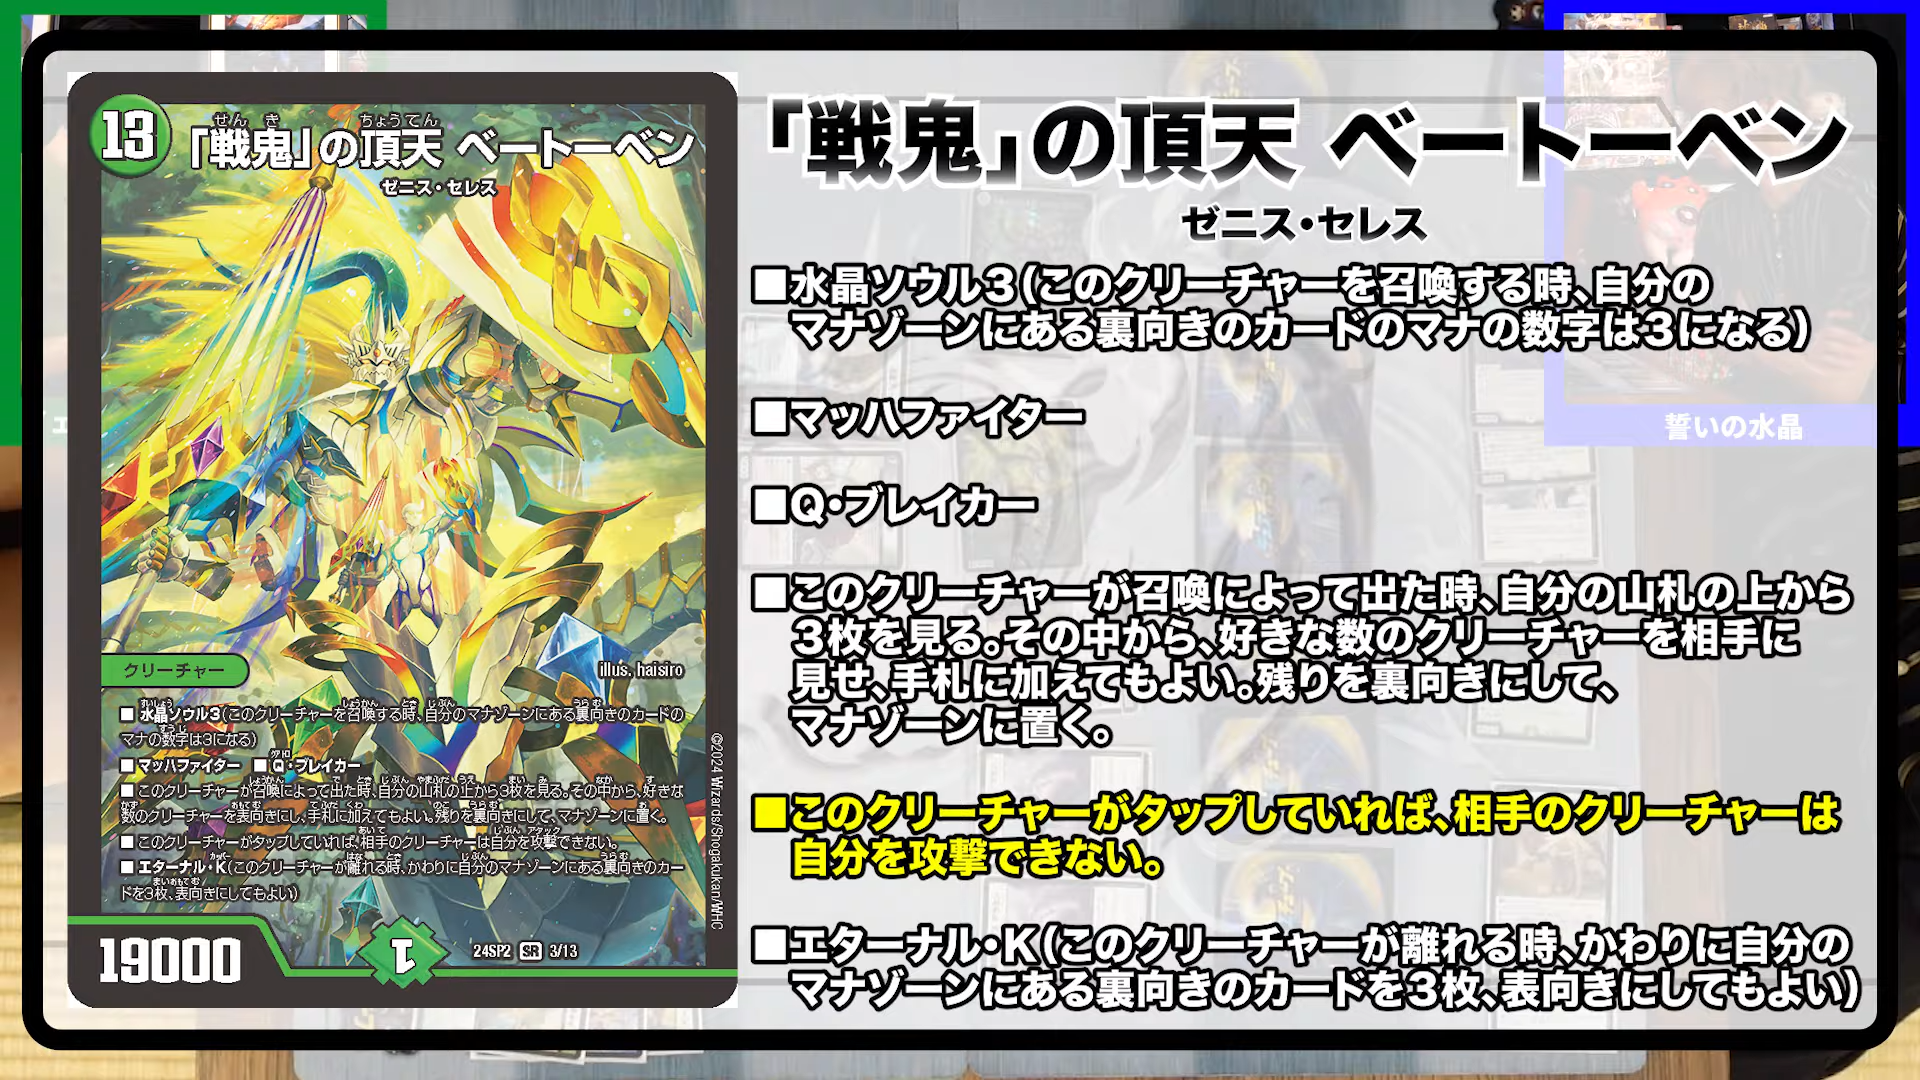 13
せんき ちょうてん
「戦鬼」の頂天 ベートーベン
ゼニス・セレス
クリーチャー
illus. haisiro
■水晶ソウル3(このクリーチャーを召喚する時、自分のマナゾーンにある裏向きのカードの
マナの数字は3になる)
■マッハファイター ■Q・ブレイカー
■このクリーチャーが召喚によって出た時、自分の山札の上から3枚を見る。その中から、好きな
数のクリーチャーを表向きにし、手札に加えてもよい。残りを裏向きにして、マナゾーンに置く。
■このクリーチャーがタップしていれば、相手のクリーチャーは自分を攻撃できない。
■エターナル・K(このクリーチャーが離れる時、かわりに自分のマナゾーンにある裏向きのカー
ドを3枚、表向きにしてもよい)
©2024 Wizards/Shogakukan/WHC
19000
1
24SP2 SR 3/13
「戦鬼」の頂天 ベートーベン
ゼニス・セレス
■水晶ソウル3(このクリーチャーを召喚する時、自分の
マナゾーンにある裏向きのカードのマナの数字は3になる)
■マッハファイター
■Q・ブレイカー
■このクリーチャーが召喚によって出た時、自分の山札の上から
3枚を見る。その中から、好きな数のクリーチャーを相手に
見せ、手札に加えてもよい。残りを裏向きにして、
マナゾーンに置く。
■このクリーチャーがタップしていれば、相手のクリーチャーは
自分を攻撃できない。
■エターナル・K(このクリーチャーが離れる時、かわりに自分の
マナゾーンにある裏向きのカードを3枚、表向きにしてもよい)
誓いの水晶